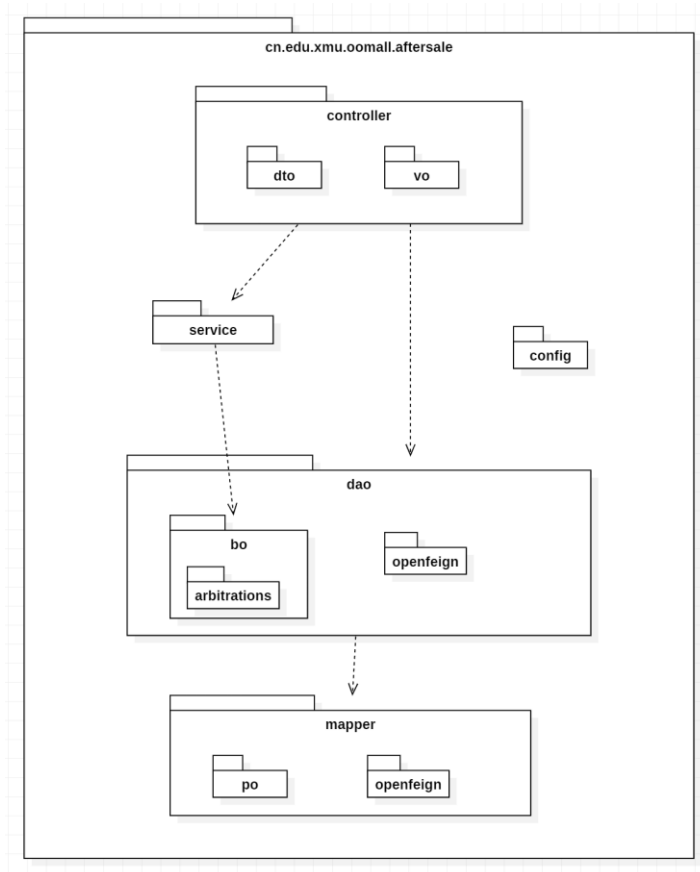 cn.edu.xmu.oomall.aftersale
controller
dto
vo
service
config
dao
bo
openfeign
arbitrations
mapper
po
openfeign